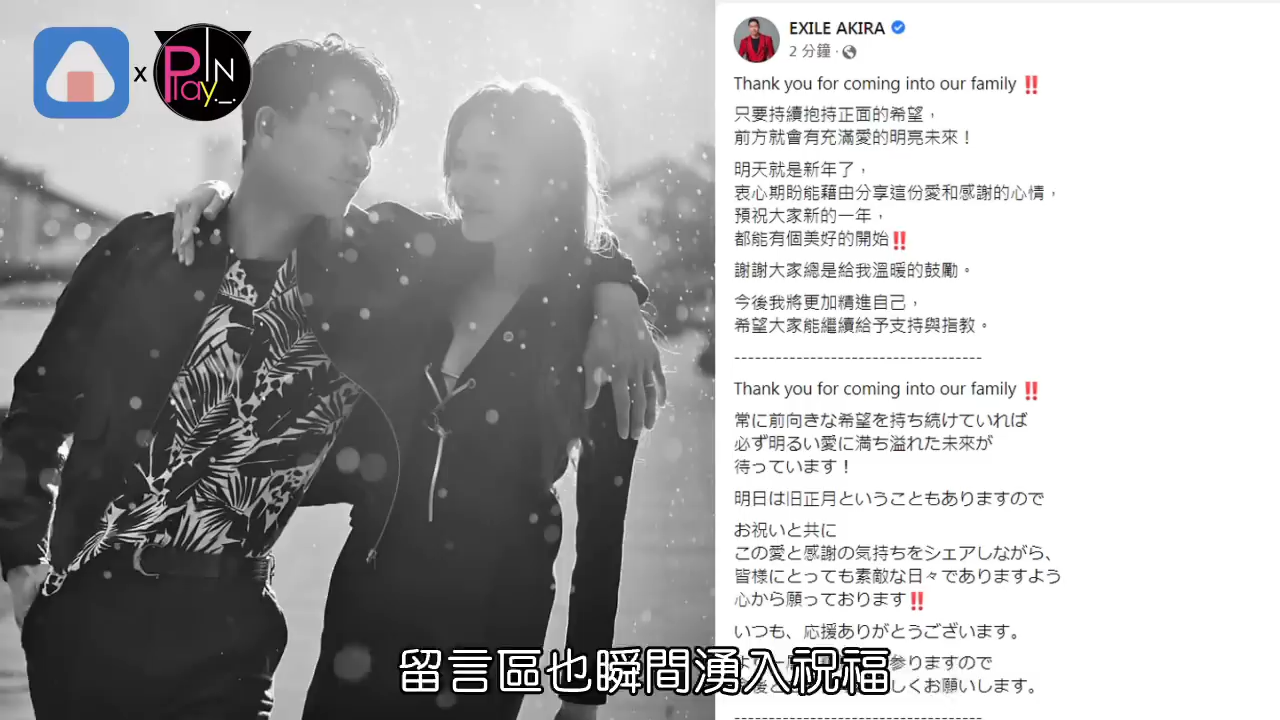 x
PlayIN._.
EXILE AKIRA
2 分鐘
Thank you for coming into our family ‼️
只要持續抱持正面的希望，
前方就會有充滿愛的明亮未來！
明天就是新年了，
衷心期盼能藉由分享這份愛和感謝的心情，
預祝大家新的一年，
都能有個美好的開始‼️
謝謝大家總是給我溫暖的鼓勵。
今後我將更加精進自己，
希望大家能繼續給予支持與指教。
------------------------------------
Thank you for coming into our family ‼️
常に前向きな希望を持ち続けていれば
必ず明るい愛に満ち溢れた未來が
待っています！
明日は旧正月ということもありますので
お祝いと共に
この愛と感謝の気持ちをシェアしながら、
皆様にとっても素敵な日々でありますよう
心から願っております‼️
いつも、応援ありがとうございます。
参りますので
しくお願いします。
------------------------------------
留言區也瞬間湧入祝福